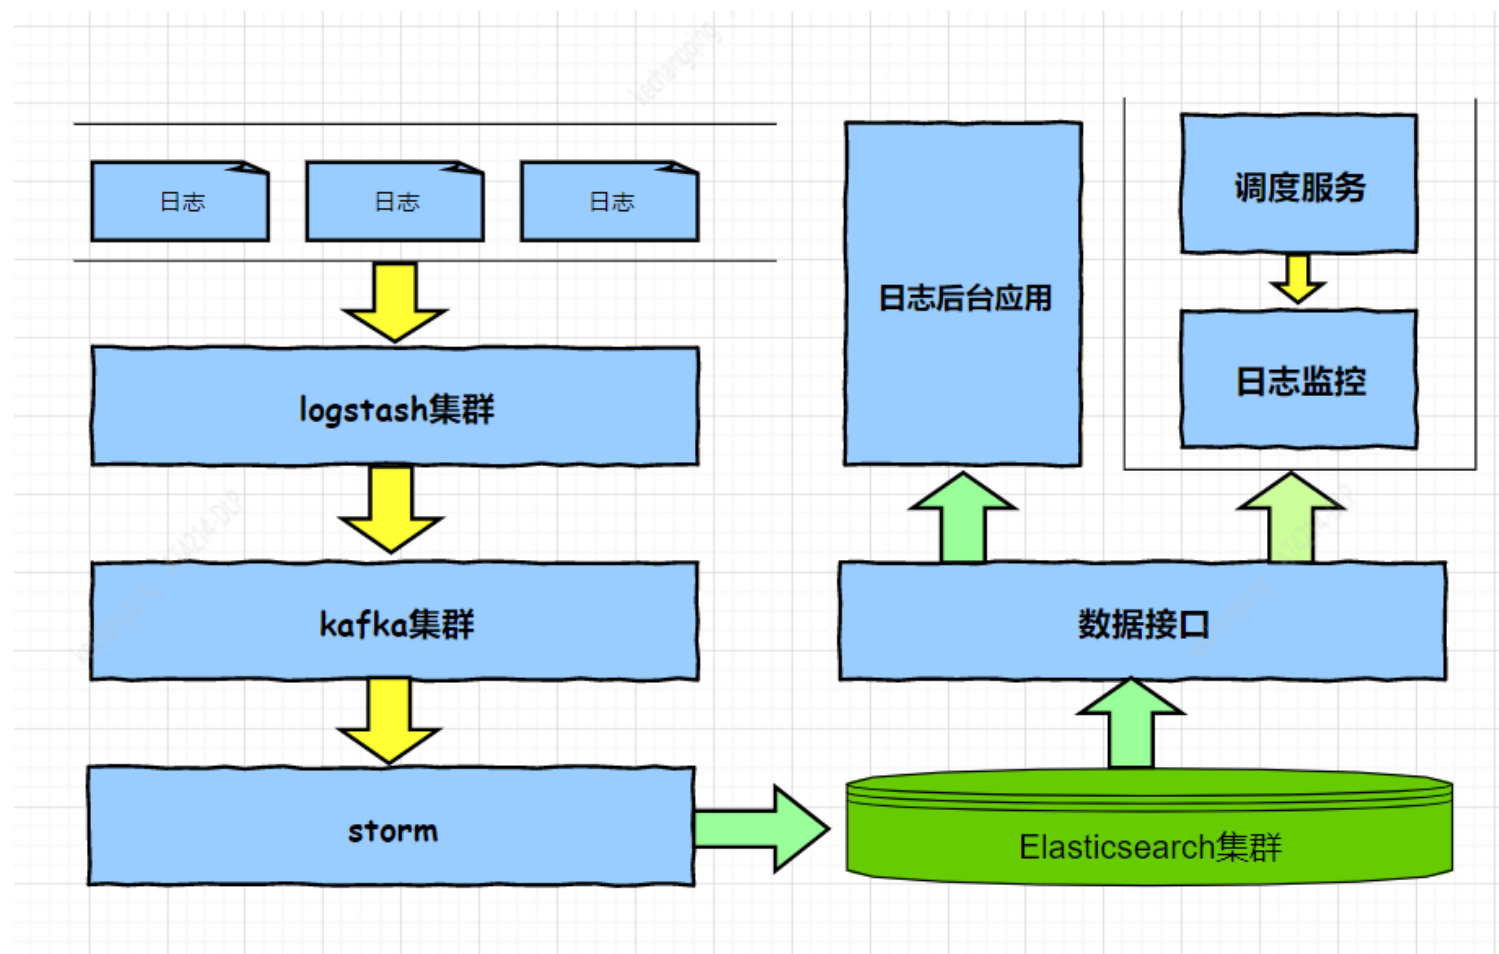 kechangqing
日志
日志
日志
logstash集群
kafka集群
storm
日志后台应用
调度服务
日志监控
数据接口
Elasticsearch集群